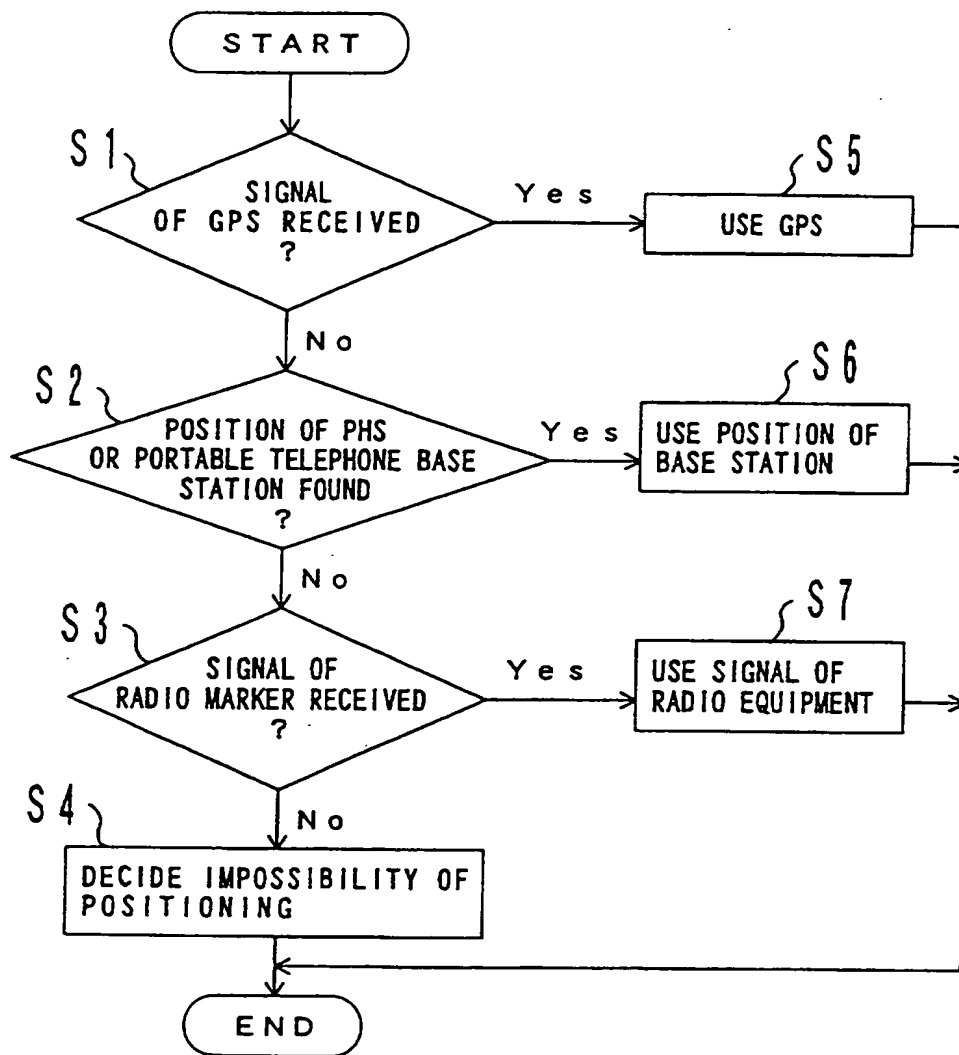 START
S1
SIGNAL
OF GPS RECEIVED
?
Yes
S5
USE GPS
No
S2
POSITION OF PHS
OR PORTABLE TELEPHONE BASE
STATION FOUND
?
Yes
S6
USE POSITION OF
BASE STATION
No
S3
SIGNAL OF
RADIO MARKER RECEIVED
?
Yes
S7
USE SIGNAL OF
RADIO EQUIPMENT
No
S4
DECIDE IMPOSSIBILITY OF
POSITIONING
END